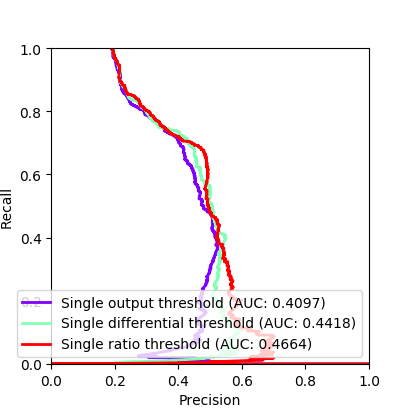 1.0
0.8
0.6
0.4
0.2
0.0
Recall
Single output threshold (AUC: 0.4097)
Single differential threshold (AUC: 0.4418)
Single ratio threshold (AUC: 0.4664)
0.0 0.2 0.4 0.6 0.8 1.0
Precision